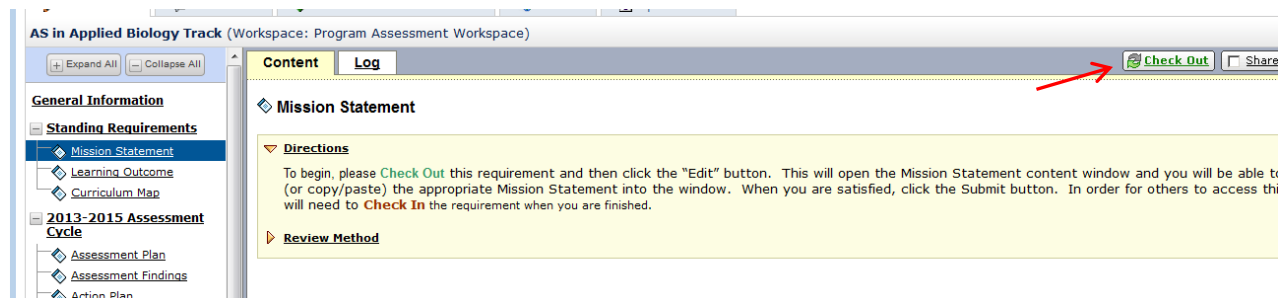 AS in Applied Biology Track (Workspace: Program Assessment Workspace)
Expand All Collapse All
Content Log
Check Out Share
General Information
Standing Requirements
Mission Statement
Learning Outcome
Curriculum Map
2013-2015 Assessment
Cycle
Assessment Plan
Assessment Findings
Action Plan
Mission Statement
Directions
To begin, please Check Out this requirement and then click the "Edit" button. This will open the Mission Statement content window and you will be able to
(or copy/paste) the appropriate Mission Statement into the window. When you are satisfied, click the Submit button. In order for others to access thi
will need to Check In the requirement when you are finished.
Review Method